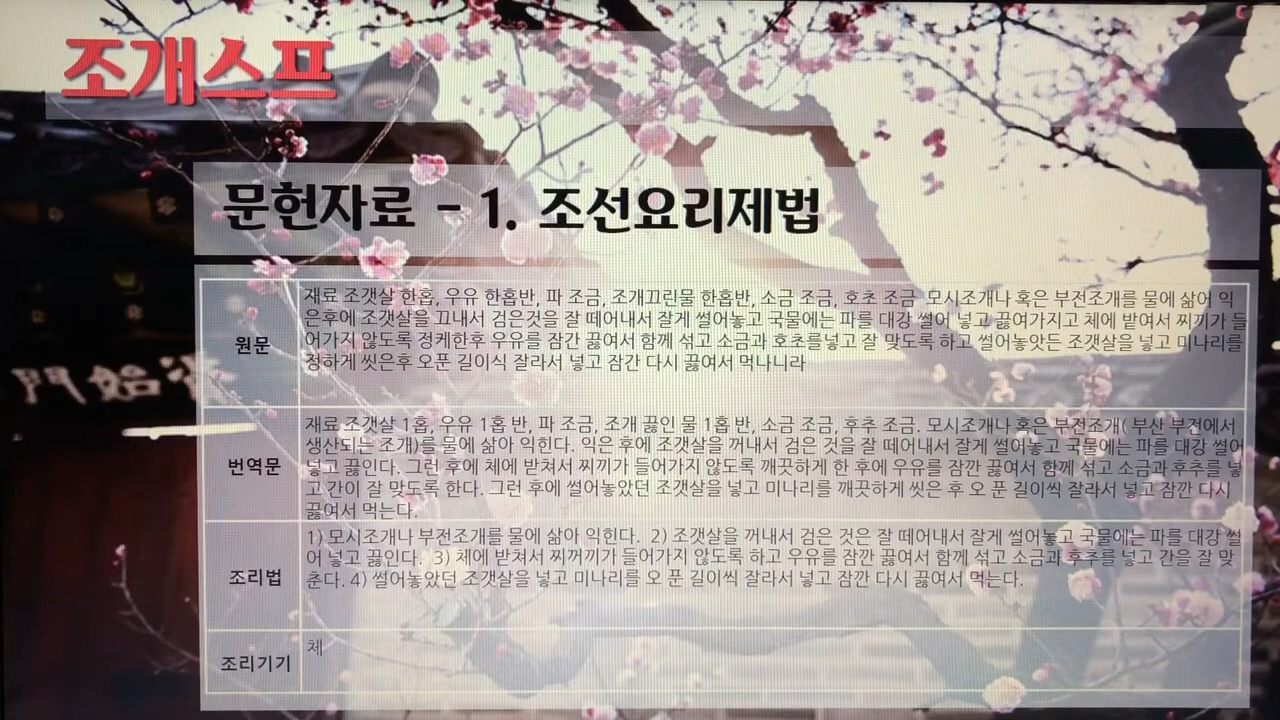 조개스프
문헌자료 - 1. 조선요리제법
원문
재료 조갯살 한홉, 우유 한홉반, 파 조금, 조개끄린물 한홉반, 소금 조금, 호초 조금 모시조개나 혹은 부전조개를 물에 삶어 익
은후에 조갯살을 끄내서 검은것을 잘 떼어내서 잘게 썰어놓고 국물에는 파를 대강 썰어 넣고 끓여가지고 체에 밭여서 찌끼가 들
어가지 않도록 정케한후 우유를 잠간 끓여서 함께 섞고 소금과 호초를넣고 잘 맞도록 하고 썰어놓앗든 조갯살을 넣고 미나리를
정하게 씻은후 오푼 길이식 잘라서 넣고 잠간 다시 끓여서 먹나니라
번역문
재료 조갯살 1홉, 우유 1홉 반, 파 조금, 조개 끓인 물 1홉 반, 소금 조금, 후추 조금. 모시조개나 혹은 부전조개( 부산 부전에서
생산되는 조개)를 물에 삶아 익힌다. 익은 후에 조갯살을 꺼내서 검은 것을 잘 떼어내서 잘게 썰어놓고 국물에는 파를 대강 썰어
넣고 끓인다. 그런 후에 체에 받쳐서 찌끼가 들어가지 않도록 깨끗하게 한 후에 우유를 잠깐 끓여서 함께 섞고 소금과 후추를 넣
고 간이 잘 맞도록 한다. 그런 후에 썰어놓았던 조갯살을 넣고 미나리를 깨끗하게 씻은 후 오 푼 길이씩 잘라서 넣고 잠깐 다시
끓여서 먹는다.
조리법
1) 모시조개나 부전조개를 물에 삶아 익힌다. 2) 조갯살을 꺼내서 검은 것은 잘 떼어내서 잘게 썰어놓고 국물에는 파를 대강 썰
어 넣고 끓인다. 3) 체에 받쳐서 찌꺼끼가 들어가지 않도록 하고 우유를 잠깐 끓여서 함께 섞고 소금과 후추를 넣고 간을 잘 맞
춘다. 4) 썰어놓았던 조갯살을 넣고 미나리를 오 푼 길이씩 잘라서 넣고 잠깐 다시 끓여서 먹는다.
조리기기
체